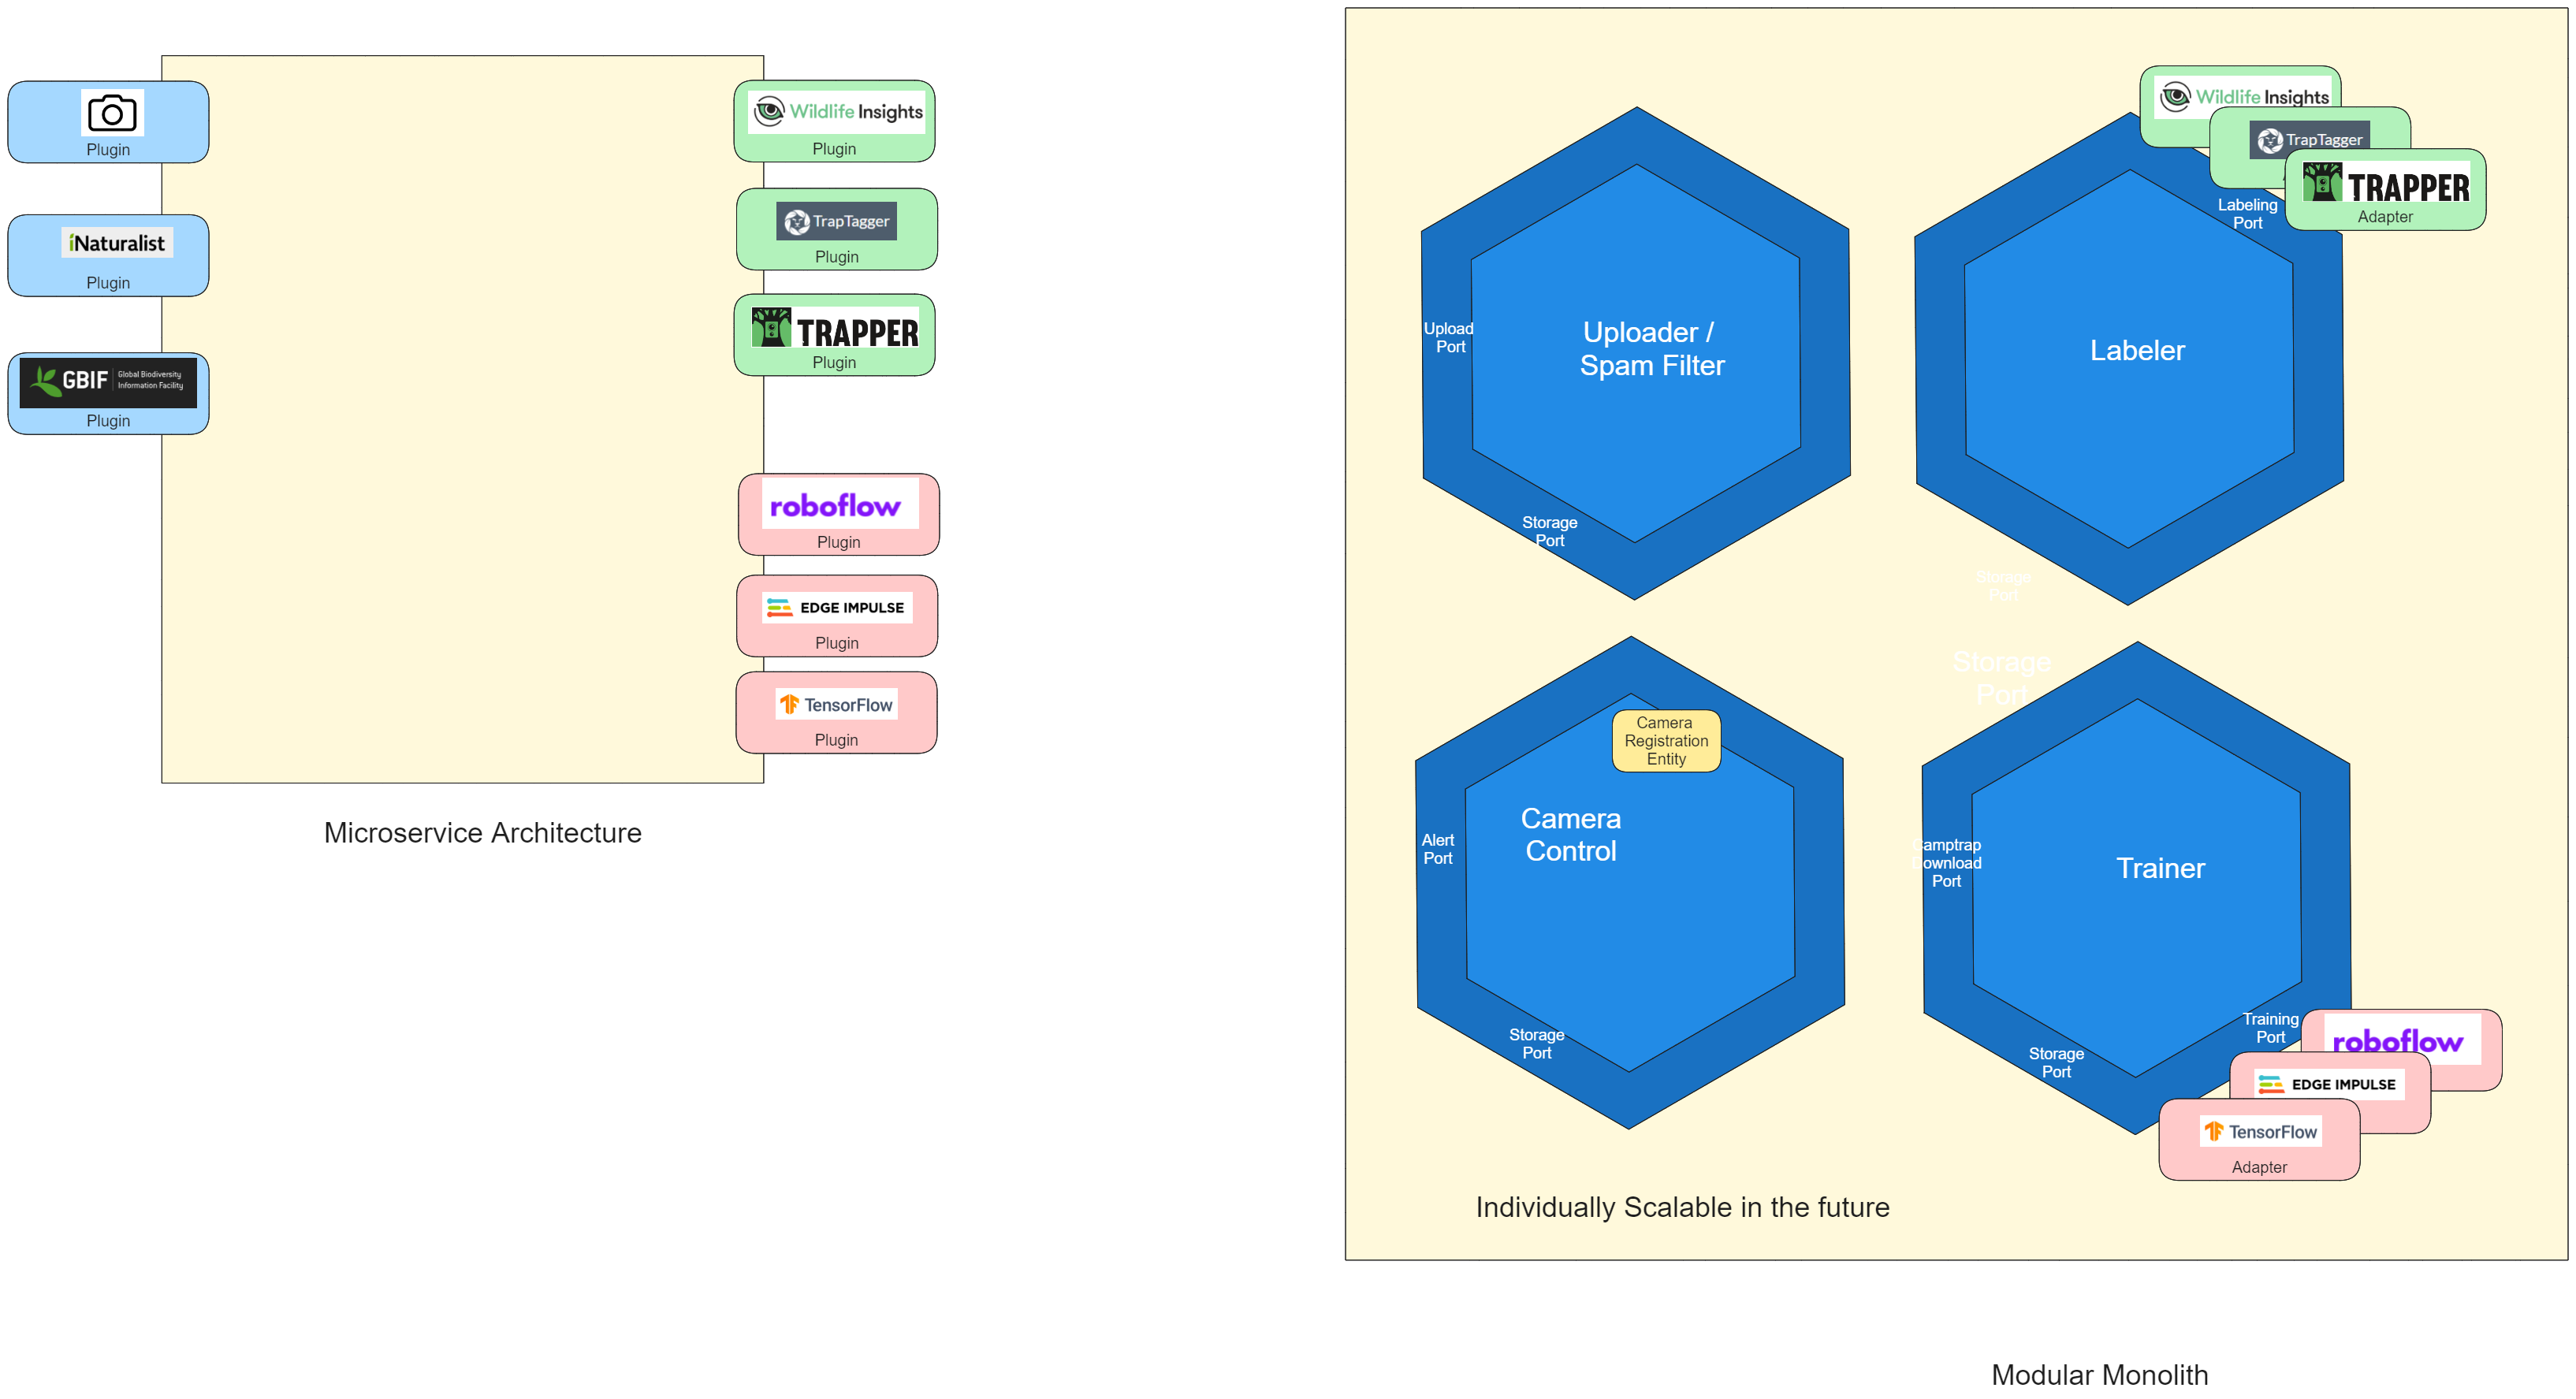 Plugin
iNaturalist
Plugin
GBIF
Global Biodiversity
Information Facility
Plugin
Wildlife Insights
Plugin
TrapTagger
Plugin
TRAPPER
Plugin
roboflow
Plugin
EDGE IMPULSE
Plugin
TensorFlow
Plugin
Microservice Architecture
Wildlife Insights
TrapTagger
TRAPPER
Adapter
Labeling
Port
Upload
Port
Uploader /
Spam Filter
Storage
Port
Labeler
Storage
Port
Storage
Port
Camera
Registration
Entity
Camera
Control
Alert
Port
Storage
Port
Camptrap
Download
Port
Trainer
Training
Port
Storage
Port
roboflow
EDGE IMPULSE
TensorFlow
Adapter
Individually Scalable in the future
Modular Monolith